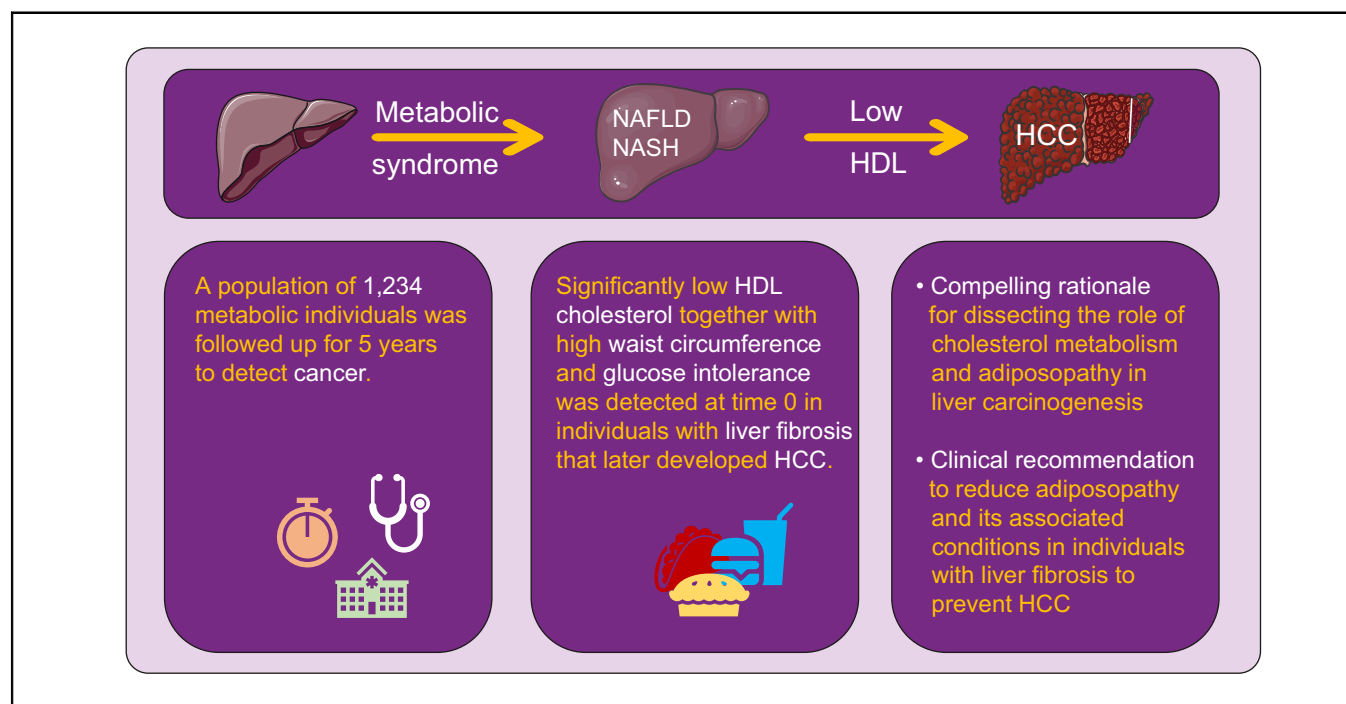 Metabolic
syndrome
NAFLD
NASH
Low
HDL
HCC
A population of 1,234
metabolic individuals was
followed up for 5 years
to detect cancer.
Significantly low HDL
cholesterol together with
high waist circumference
and glucose intolerance
was detected at time 0 in
individuals with liver fibrosis
that later developed HCC.
• Compelling rationale
for dissecting the role of
cholesterol metabolism
and adiposopathy in
liver carcinogenesis
• Clinical recommendation
to reduce adiposopathy
and its associated
conditions in individuals
with liver fibrosis to
prevent HCC